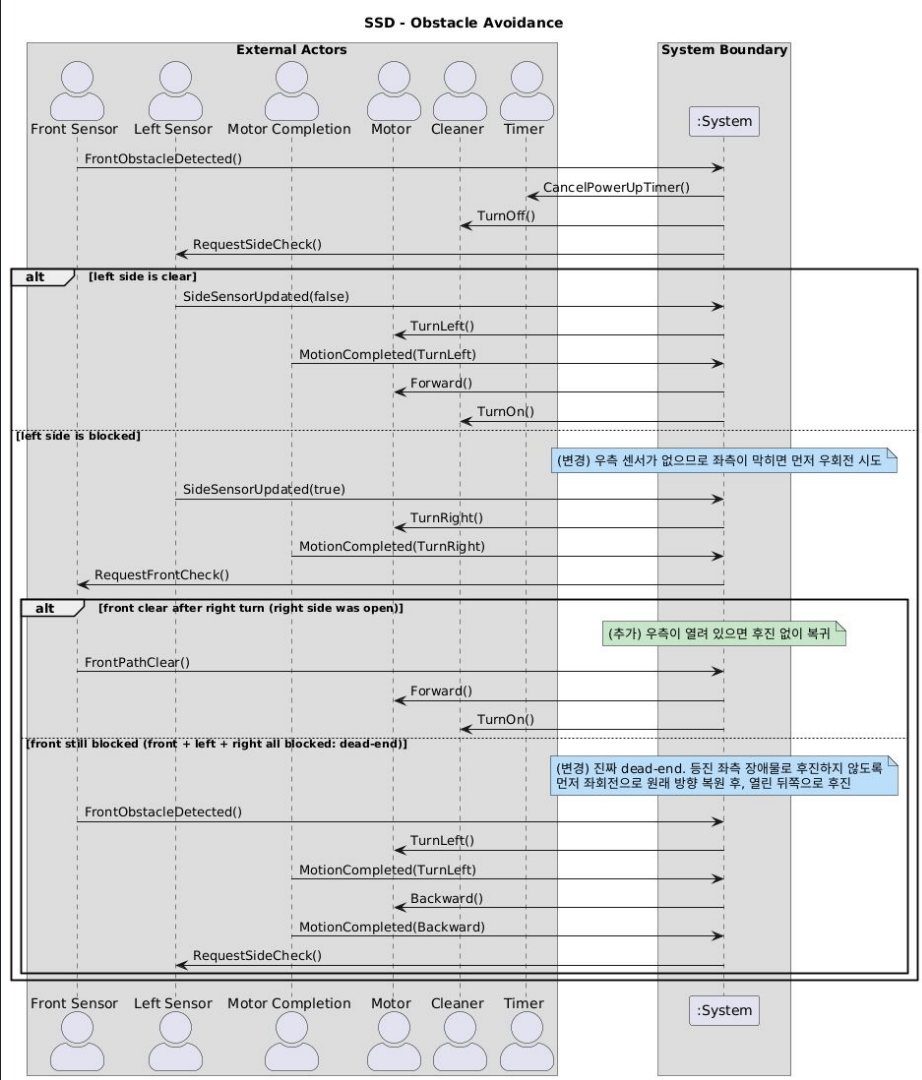 SSD - Obstacle Avoidance
External Actors
System Boundary
Front Sensor
Left Sensor
Motor Completion
Motor
Cleaner
Timer
:System
FrontObstacleDetected()
CancelPowerUpTimer()
TurnOff()
RequestSideCheck()
alt
[left side is clear]
SideSensorUpdated(false)
TurnLeft()
MotionCompleted(TurnLeft)
Forward()
TurnOn()
[left side is blocked]
(변경) 우측 센서가 없으므로 좌측이 막히면 먼저 우회전 시도
SideSensorUpdated(true)
TurnRight()
MotionCompleted(TurnRight)
RequestFrontCheck()
alt
[front clear after right turn (right side was open)]
(추가) 우측이 열려 있으면 후진 없이 복귀
FrontPathClear()
Forward()
TurnOn()
[front still blocked (front + left + right all blocked: dead-end)]
(변경) 진짜 dead-end. 등진 좌측 장애물로 후진하지 않도록
먼저 좌회전으로 원래 방향 복원 후, 열린 뒤쪽으로 후진
FrontObstacleDetected()
TurnLeft()
MotionCompleted(TurnLeft)
Backward()
MotionCompleted(Backward)
RequestSideCheck()
Front Sensor
Left Sensor
Motor Completion
Motor
Cleaner
Timer
:System